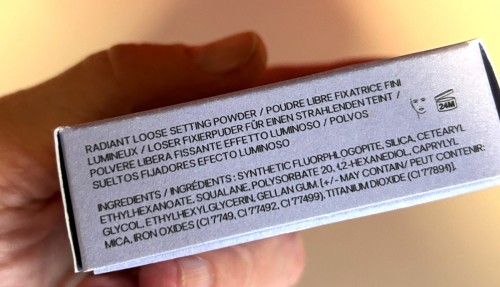 RADIANT LOOSE SETTING POWDER / POUDRE LIBRE FIXATRICE FINI
LUMINEUX / LOSER FIXIERPUDER FÜR EINEN STRAHLENDEN TEINT /
POLVERE LIBERA FISSANTE EFFETTO LUMINOSO / POLVOS
SUELTOS FIJADORES EFECTO LUMINOSO
24M
INGREDIENTS / INGRÉDIENTS: SYNTHETIC FLUORPHLOGOPITE, SILICA, CETEARYL
ETHYLHEXANOATE, SQUALANE, POLYSORBATE 20, 1,2-HEXANEDIOL, CAPRYLYL
GLYCOL, ETHYLHEXYLGLYCERIN, GELLAN GUM. [+/- MAY CONTAIN/ PEUT CONTENIR:
MICA, IRON OXIDES (CI 7749, CI 77492, CI 77499), TITANIUM DIOXIDE (CI 77891)].